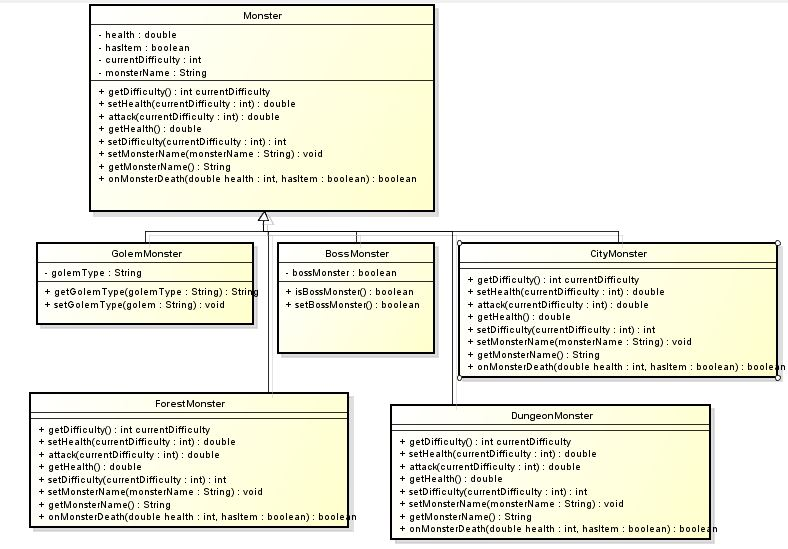 Monster
- health : double
- hasItem : boolean
- currentDifficulty : int
- monsterName : String
+ getDifficulty() : int currentDifficulty
+ setHealth(currentDifficulty : int) : double
+ attack(currentDifficulty : int) : double
+ getHealth() : double
+ setDifficulty(currentDifficulty : int) : int
+ setMonsterName(monsterName : String) : void
+ getMonsterName() : String
+ onMonsterDeath(double health : int, hasItem : boolean) : boolean
GolemMonster
- golemType : String
+ getGolemType(golemType : String) : String
+ setGolemType(golem : String) : void
BossMonster
- bossMonster : boolean
+ isBossMonster() : boolean
+ setBossMonster() : boolean
CityMonster
+ getDifficulty() : int currentDifficulty
+ setHealth(currentDifficulty : int) : double
+ attack(currentDifficulty : int) : double
+ getHealth() : double
+ setDifficulty(currentDifficulty : int) : int
+ setMonsterName(monsterName : String) : void
+ getMonsterName() : String
+ onMonsterDeath(double health : int, hasItem : boolean) : boolean
ForestMonster
+ getDifficulty() : int currentDifficulty
+ setHealth(currentDifficulty : int) : double
+ attack(currentDifficulty : int) : double
+ getHealth() : double
+ setDifficulty(currentDifficulty : int) : int
+ setMonsterName(monsterName : String) : void
+ getMonsterName() : String
+ onMonsterDeath(double health : int, hasItem : boolean) : boolean
DungeonMonster
+ getDifficulty() : int currentDifficulty
+ setHealth(currentDifficulty : int) : double
+ attack(currentDifficulty : int) : double
+ getHealth() : double
+ setDifficulty(currentDifficulty : int) : int
+ setMonsterName(monsterName : String) : void
+ getMonsterName() : String
+ onMonsterDeath(double health : int, hasItem : boolean) : boolean